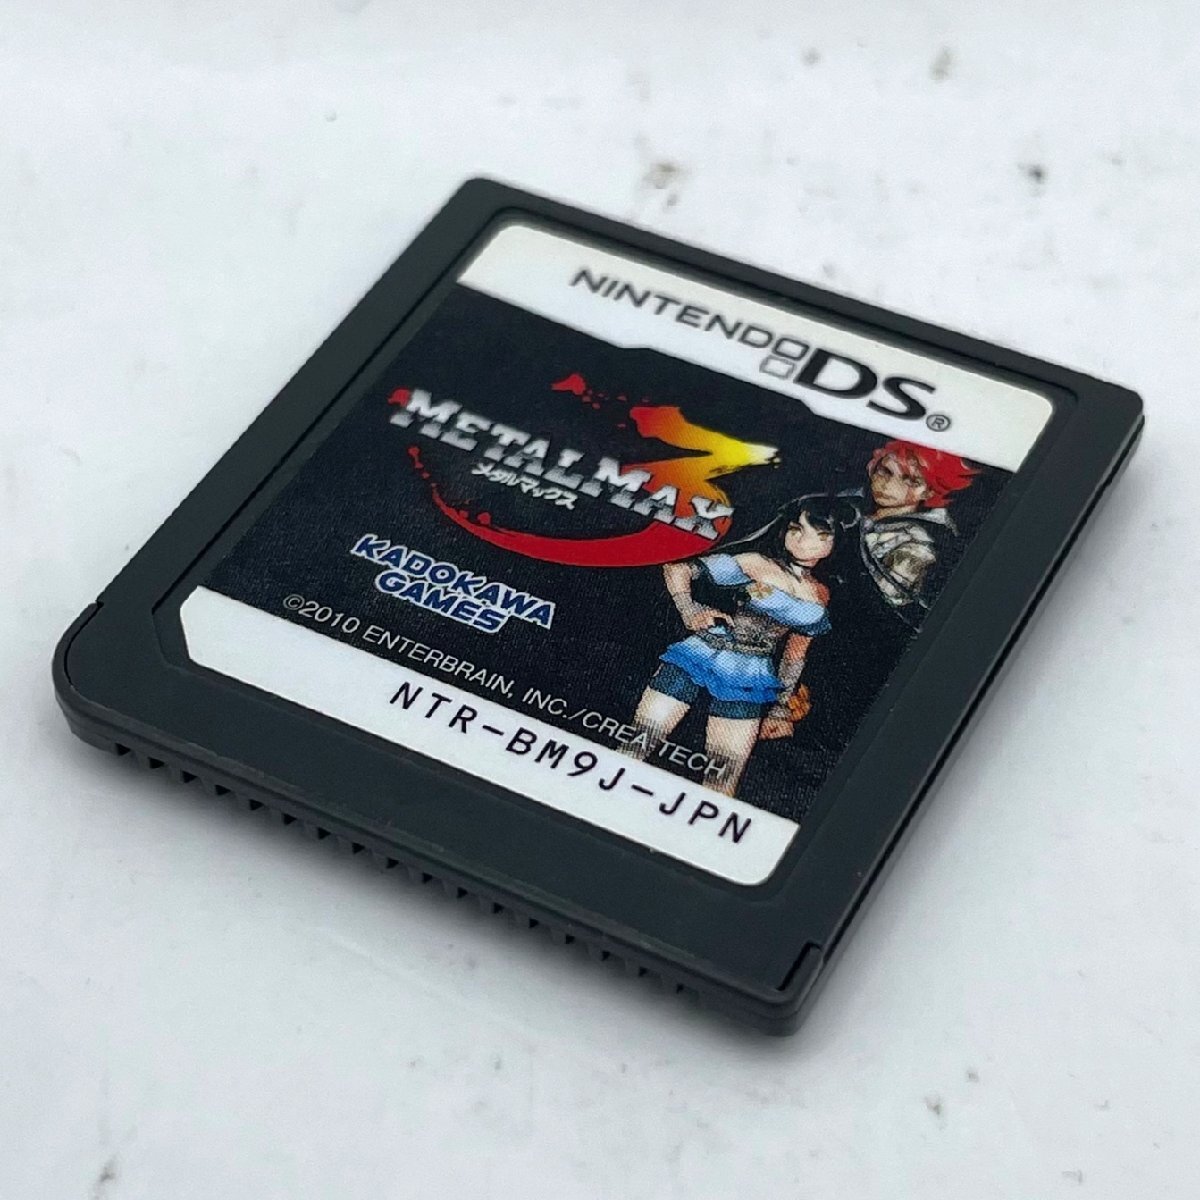 NINTENDO DS®
METALMAX 3
メタルマックス
KADOKAWA
GAMES
©2010 ENTERBRAIN, INC./CREA-TECH
NTR-BM9J-JPN